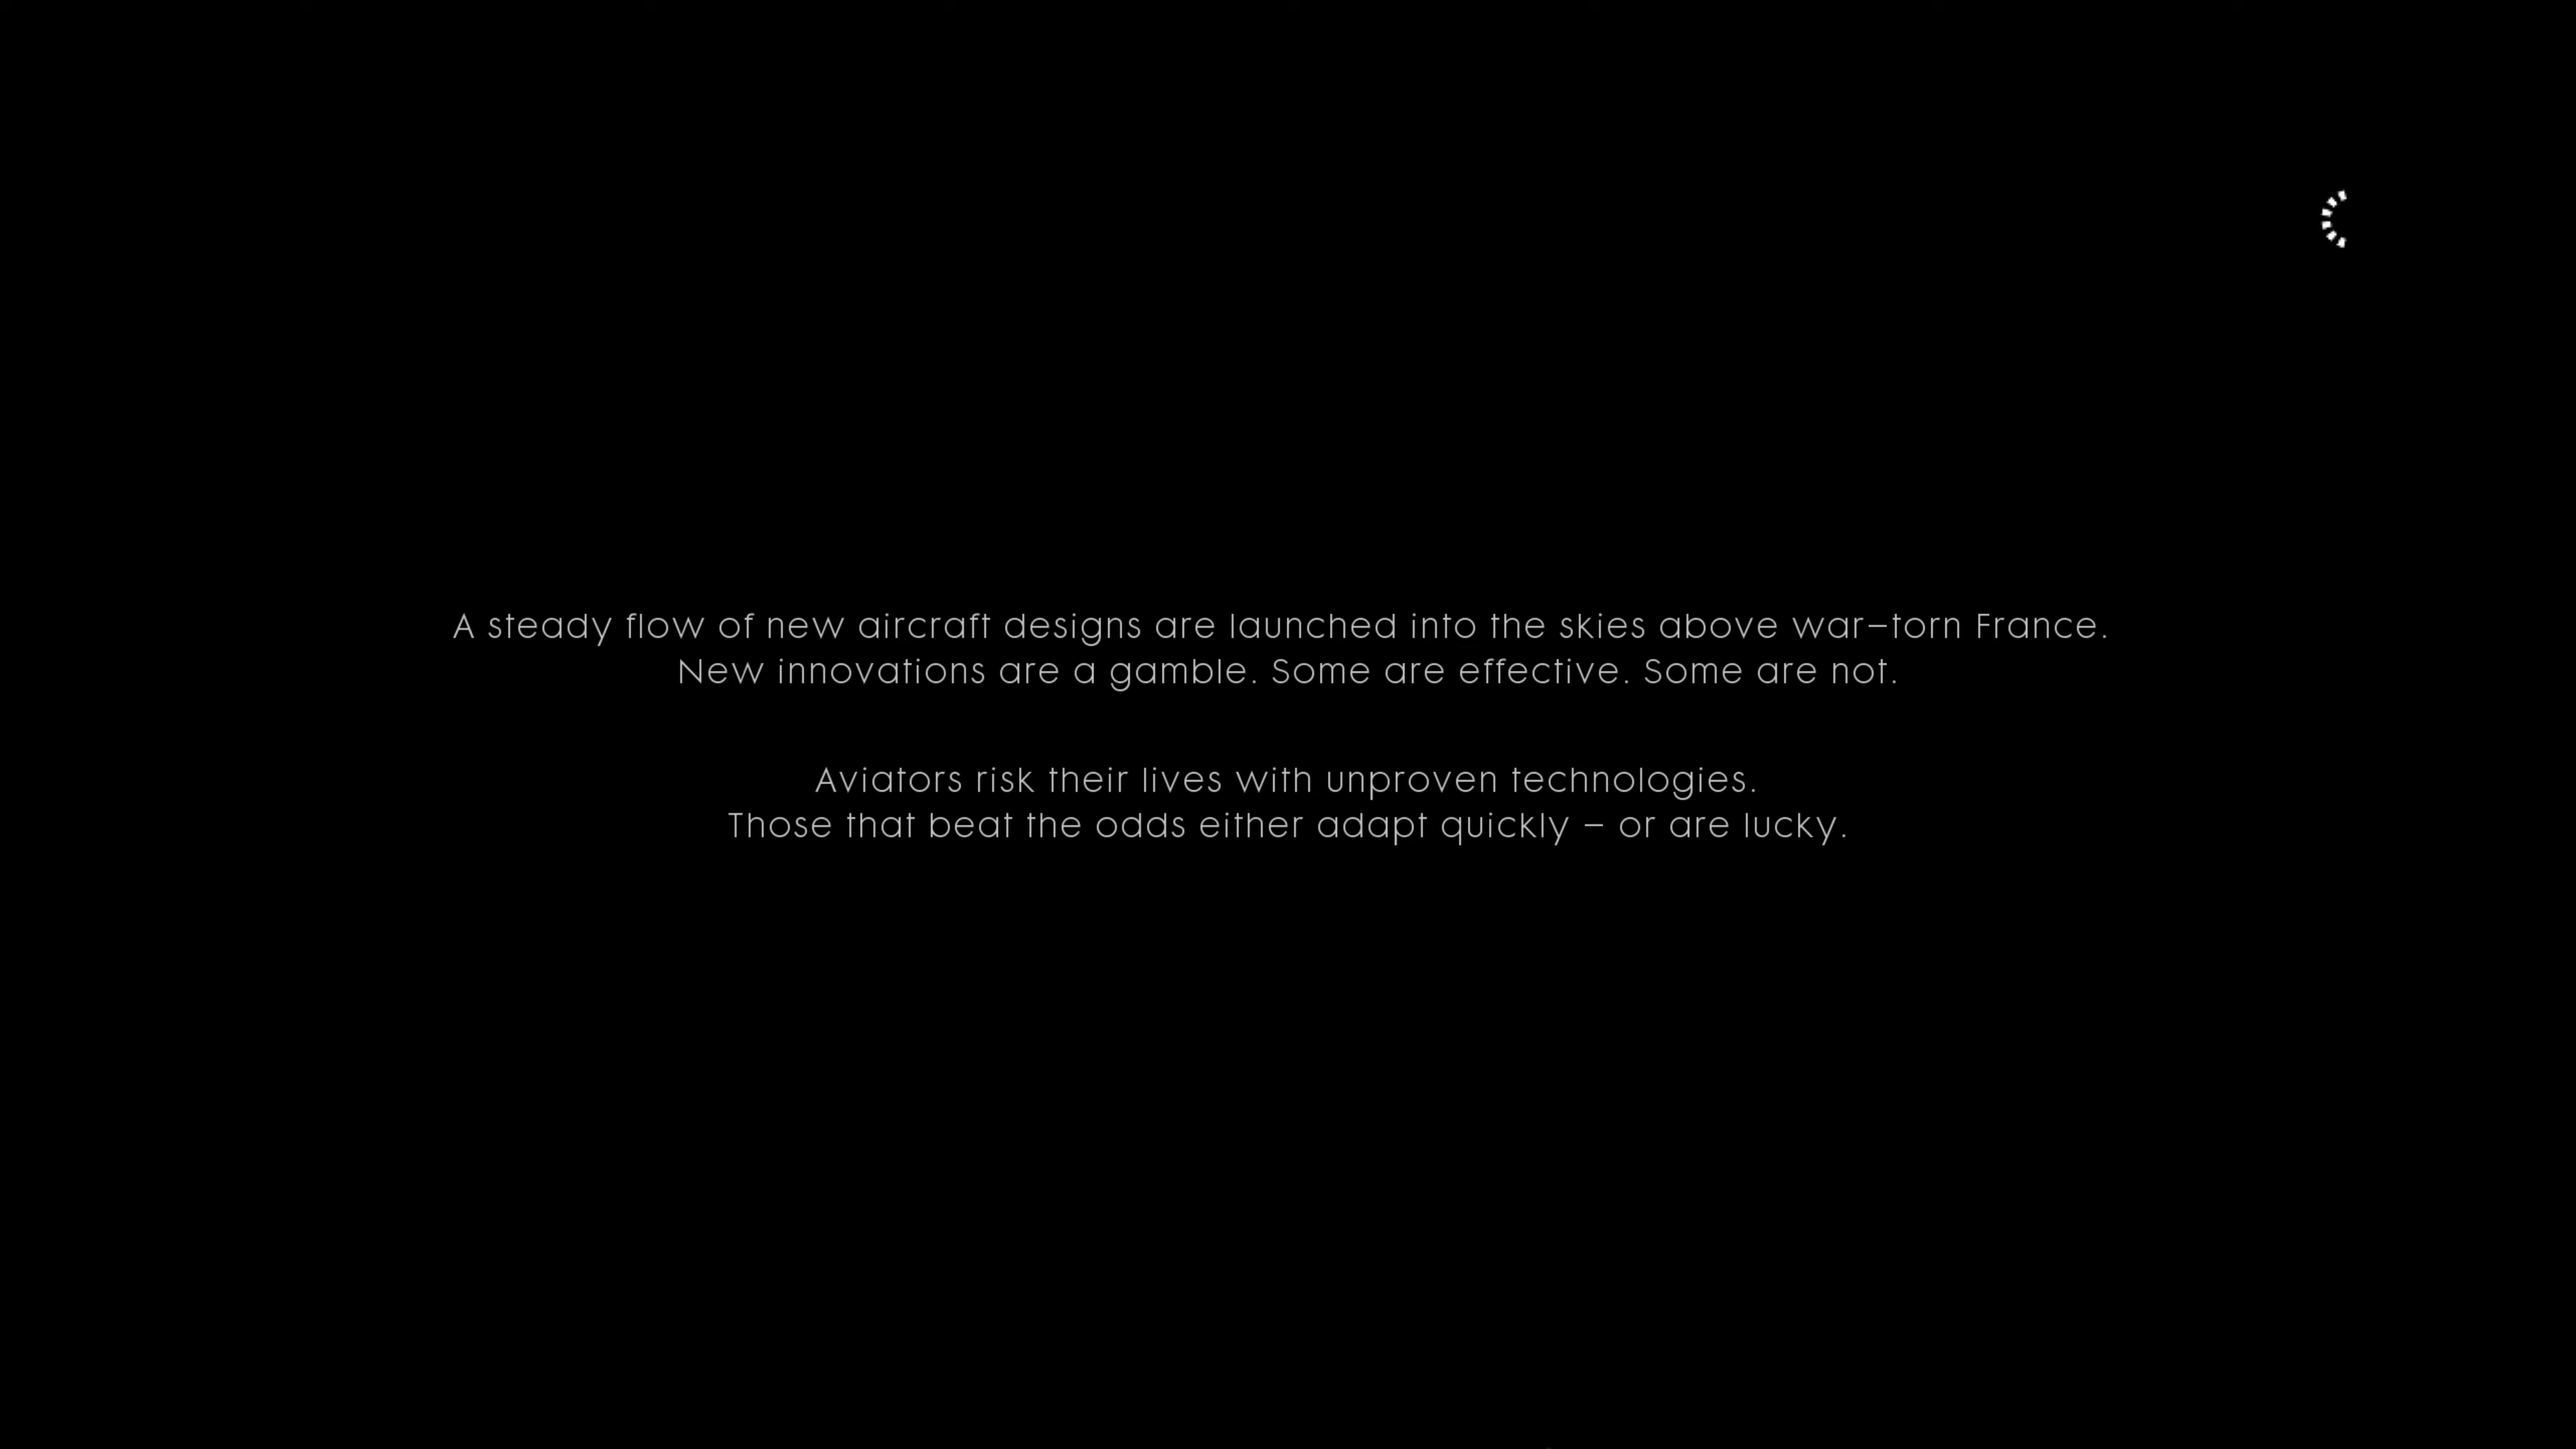 A steady flow of new aircraft designs are launched into the skies above war–torn France.
New innovations are a gamble. Some are effective. Some are not.
Aviators risk their lives with unproven technologies.
Those that beat the odds either adapt quickly – or are lucky.